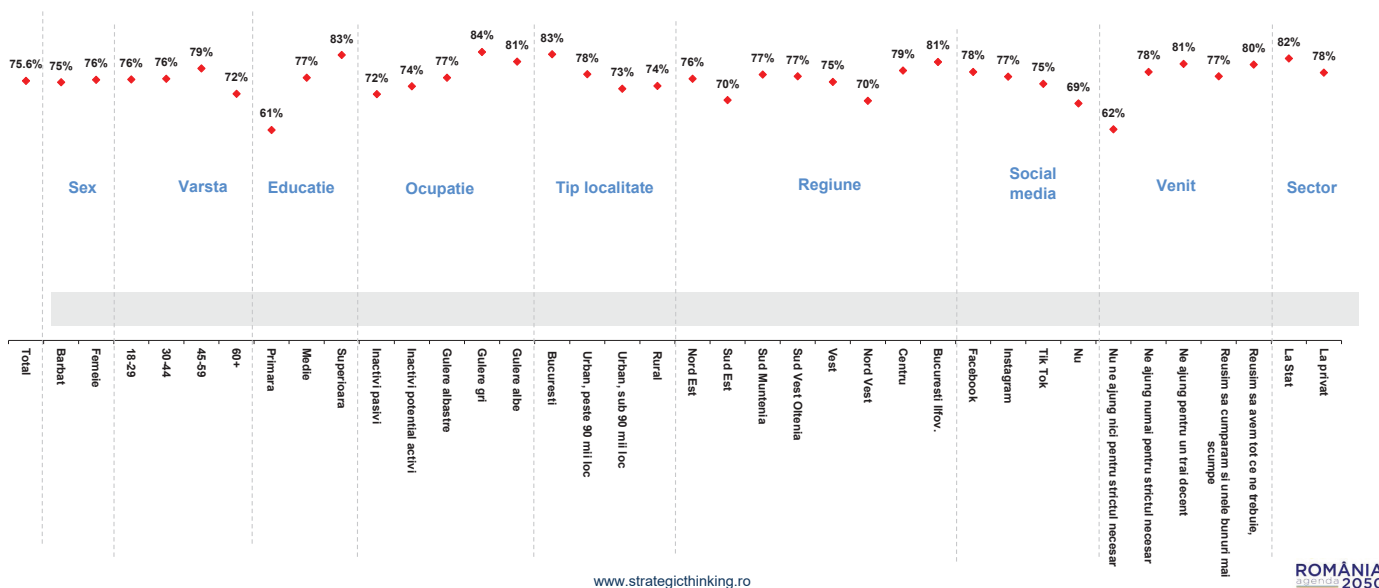 75.6%
75%
76%
76%
76%
79%
72%
61%
77%
83%
72%
74%
77%
84%
81%
83%
78%
73%
74%
76%
70%
77%
77%
75%
70%
79%
81%
78%
77%
75%
69%
62%
78%
81%
77%
80%
82%
78%
Sex
Varsta
Educatie
Ocupatie
Tip localitate
Regiune
Social
media
Venit
Sector
Total
Barbat
Femeie
18-29
30-44
45-59
60+
Primara
Medie
Superioara
Inactivi pasivi
Inactivi potential activi
Gulere albastre
Gulere gri
Gulere albe
Bucuresti
Urban, peste 90 mii loc
Urban, sub 90 mii loc
Rural
Nord Est
Sud Est
Sud Muntenia
Sud Vest Oltenia
Vest
Nord Vest
Centru
Bucuresti Ilfov.
Facebook
Instagram
Tik Tok
Nu
Nu ne ajung nici pentru strictul necesar
Ne ajung numai pentru strictul necesar
Ne ajung pentru un trai decent
Reusim sa cumparam si unele bunuri mai
scumpe
Reusim sa avem tot ce ne trebuie,
La Stat
La privat
www.strategicthinking.ro
ROMÂNIA
agenda 2050